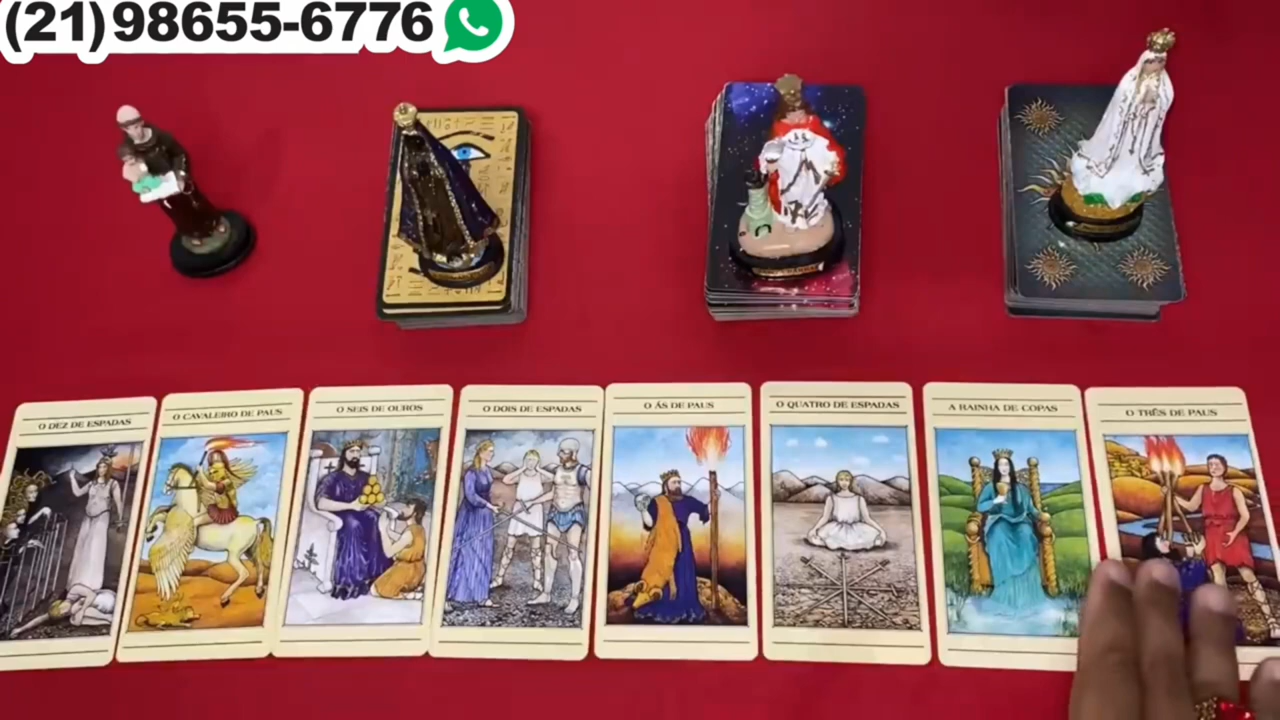 (21)98655-6776
O DEZ DE ESPADAS
O CAVALEIRO DE PAUS
O SEIS DE OUROS
O DOIS DE ESPADAS
O ÁS DE PAUS
O QUATRO DE ESPADAS
A RAINHA DE COPAS
O TRÊS DE PAUS